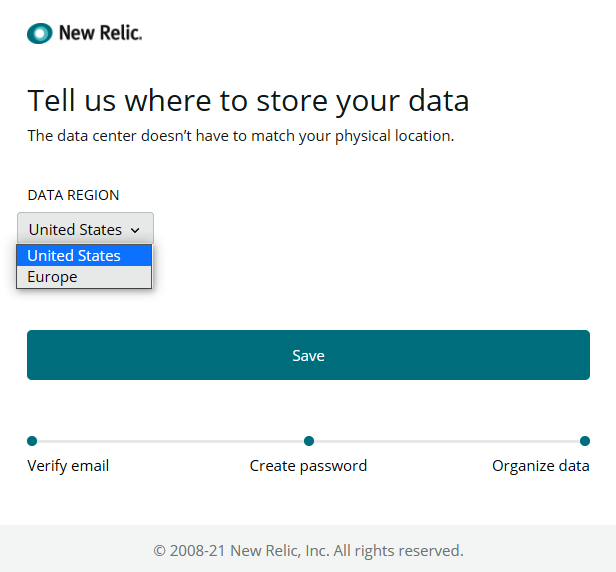 New Relic.
Tell us where to store your data
The data center doesn’t have to match your physical location.
DATA REGION
United States
United States
Europe
Save
Verify email
Create password
Organize data
© 2008-21 New Relic, Inc. All rights reserved.